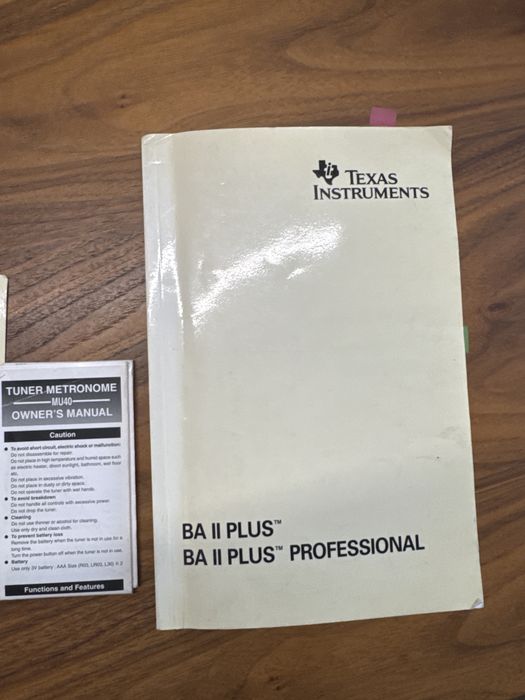 TEXAS
INSTRUMENTS
BA II PLUS™
BA II PLUS™ PROFESSIONAL
TUNER METRONOME
MU40
OWNER'S MANUAL
Caution
● To avoid short circuit, electric shock or malfunction:
Do not disassemble for repair.
Do not place in high temperature and humid space such
as electric heater, direct sunlight, bathroom, wet floor
etc.
Do not place in excessive vibration.
Do not place in dusty or dirty space.
Do not operate the tuner with wet hands.
● To avoid breakdown
Do not handle all controls with excessive power.
Do not drop the tuner.
● Cleaning
Do not use thinner or alcohol for cleaning.
Use only dry and clean cloth.
● To prevent battery loss
Remove the battery when the tuner is not in use for a
long time.
Turn the power button off when the tuner is not in use.
● Battery
Use only 3V battery : AAA Size (R03, LR03, L30) x 2
Functions and Features